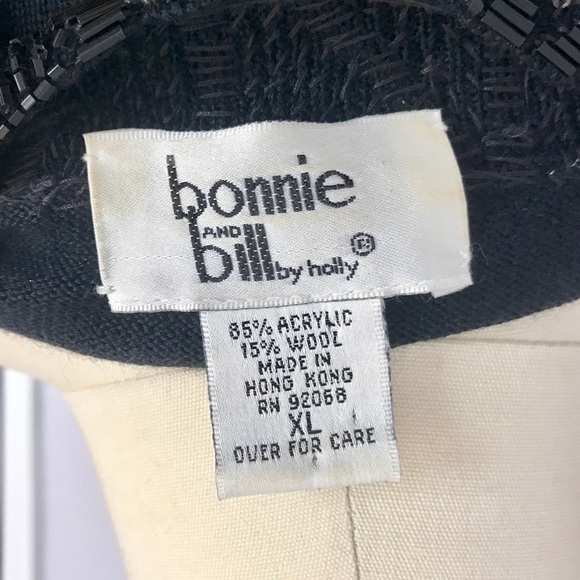 bonnie
AND
bill by holly ®
85% ACRYLIC
15% WOOL
MADE IN
HONG KONG
RN 92068
XL
OVER FOR CARE